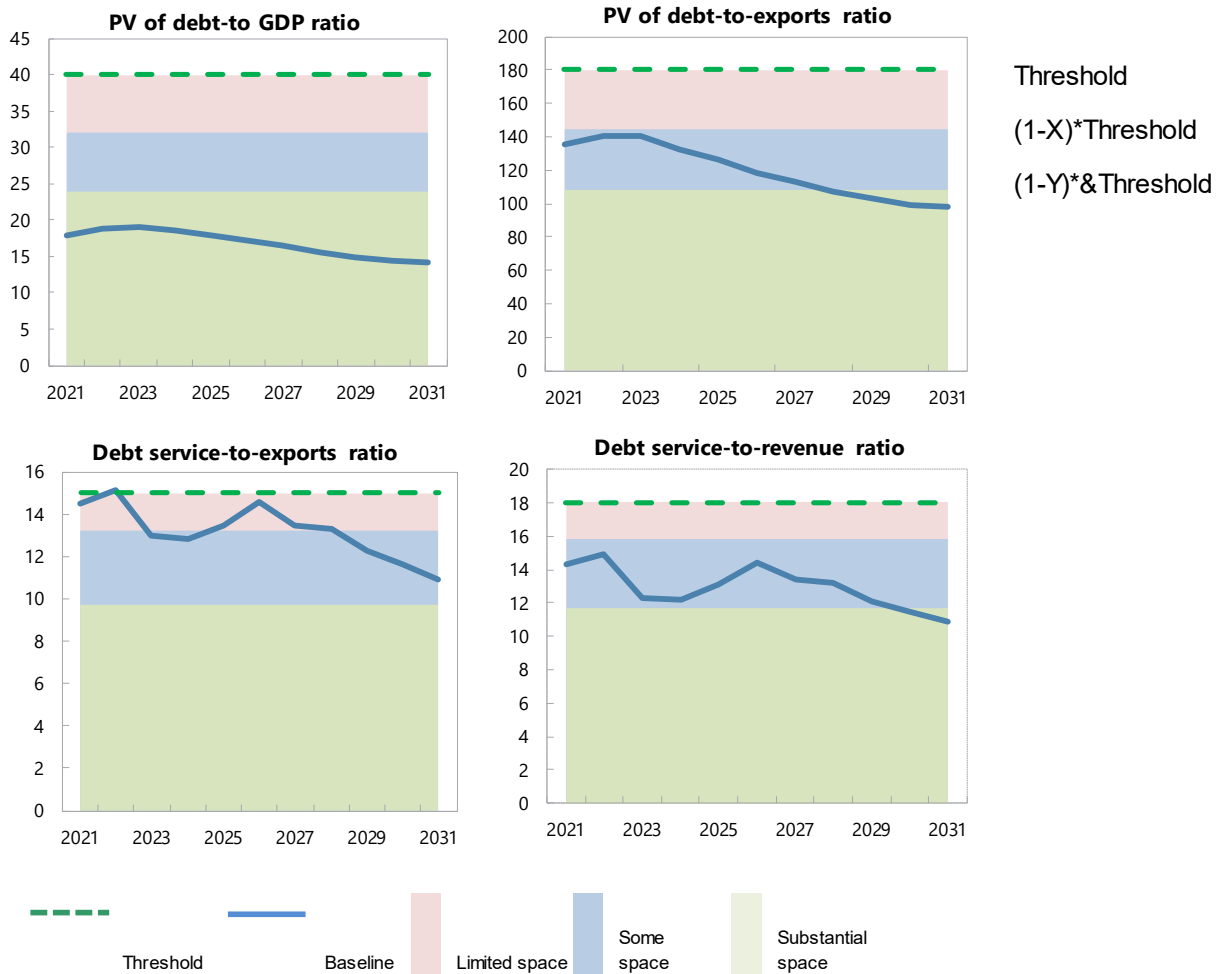 PV of debt-to GDP ratio
45
40
35
30
25
20
15
10
5
0
2021 2023 2025 2027 2029 2031
PV of debt-to-exports ratio
200
180
160
140
120
100
80
60
40
20
0
2021 2023 2025 2027 2029 2031
Threshold
(1-X)*Threshold
(1-Y)*&Threshold
Debt service-to-exports ratio
16
14
12
10
8
6
4
2
0
2021 2023 2025 2027 2029 2031
Debt service-to-revenue ratio
20
18
16
14
12
10
8
6
4
2
0
2021 2023 2025 2027 2029 2031
Threshold
Baseline
Limited space
Some
space
Substantial
space